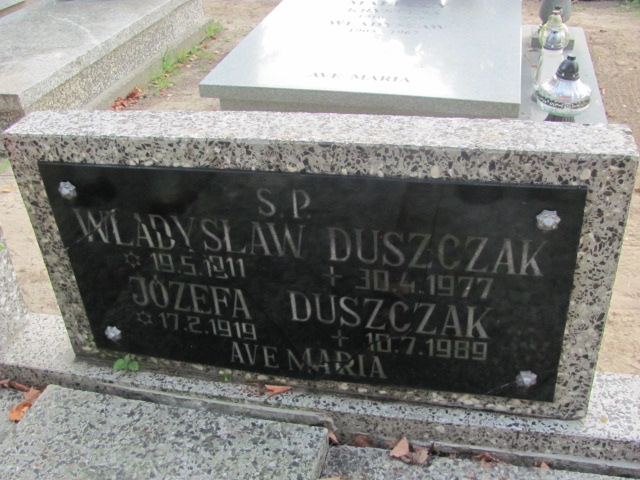 AVE MARIA
S.P.
WŁADYSŁAW DUSZCZAK
✡ 19.5.1911 + 30.4.1977
JÓZEFA DUSZCZAK
✡ 17.2.1919 + 10.7.1989
AVE MARIA